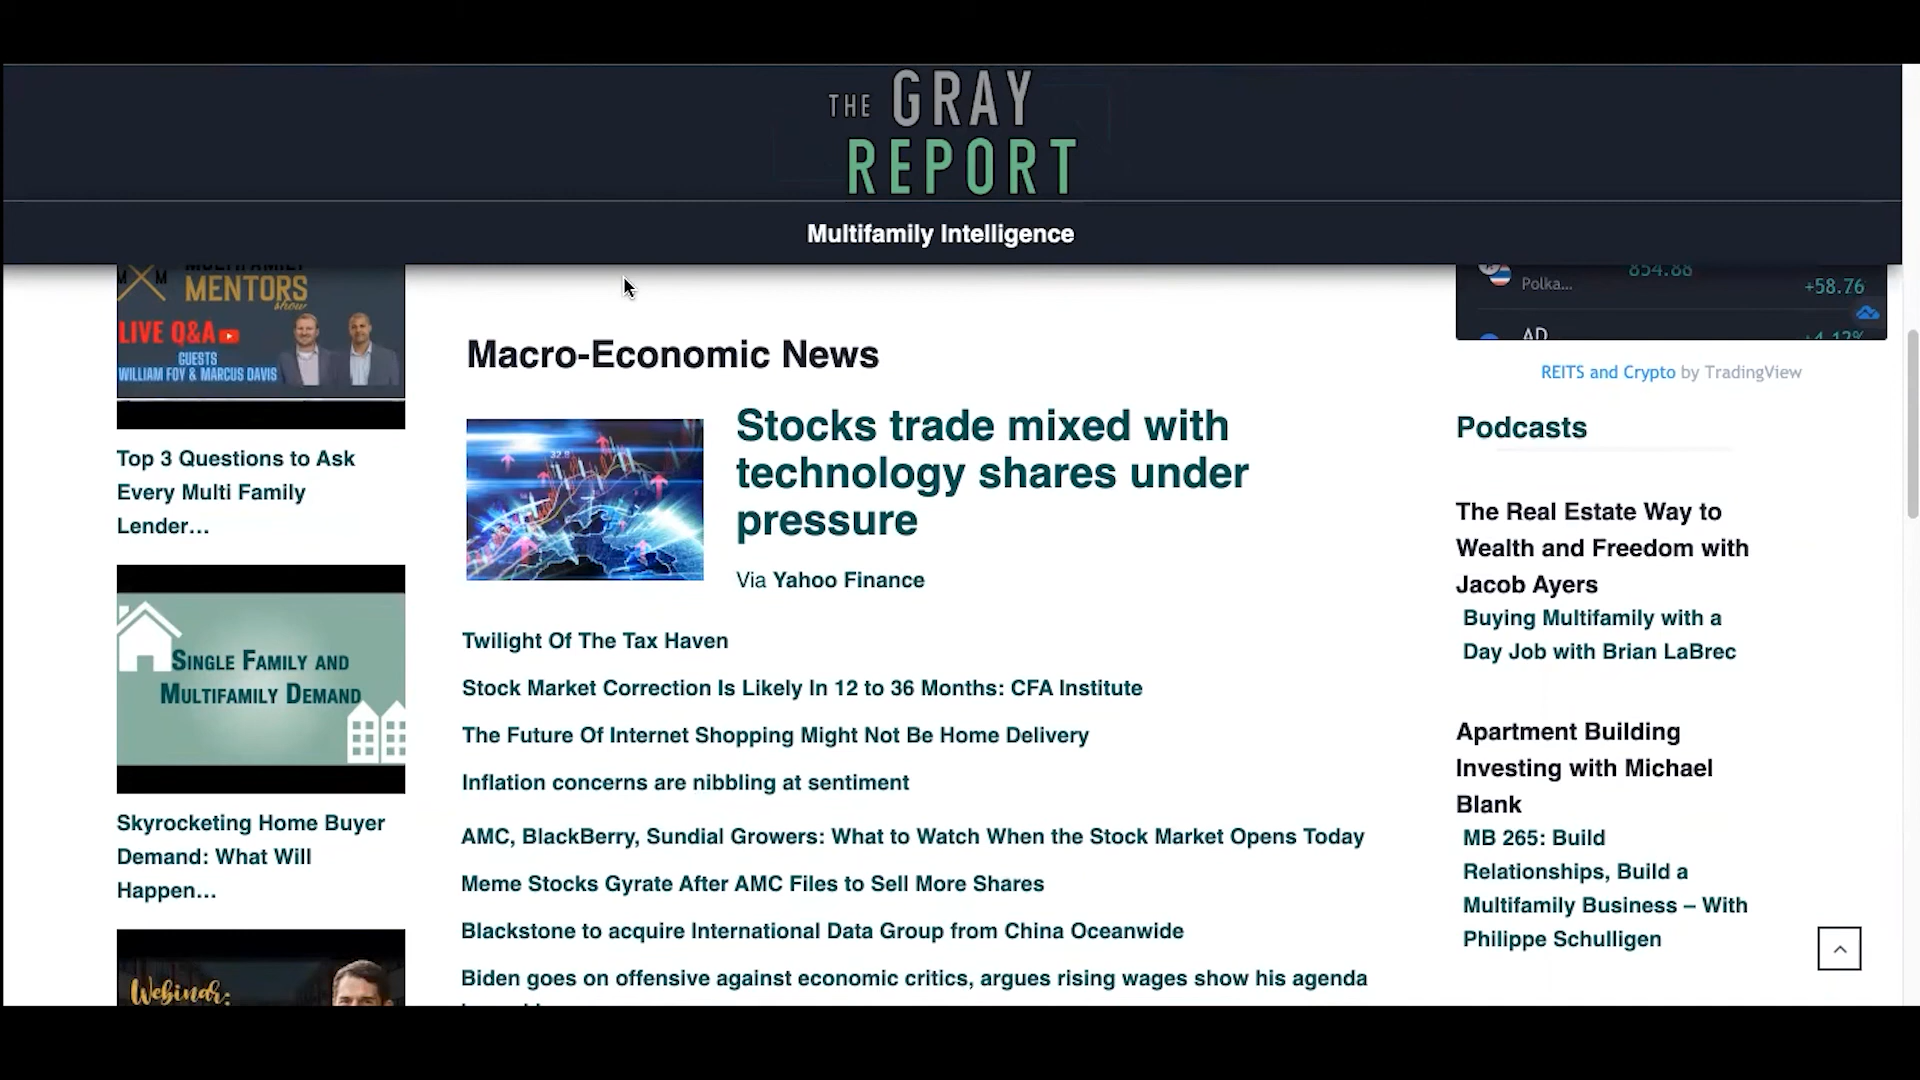 THE GRAY
REPORT
Multifamily Intelligence
MENTORS
show
LIVE Q&A
GUESTS
WILLIAM FOY & MARCUS DAVIS
Top 3 Questions to Ask
Every Multi Family
Lender...
SINGLE FAMILY AND
MULTIFAMILY DEMAND
Skyrocketing Home Buyer
Demand: What Will
Happen...
Webinar:
Macro-Economic News
32.8
Stocks trade mixed with
technology shares under
pressure
Via Yahoo Finance
Twilight Of The Tax Haven
Stock Market Correction Is Likely In 12 to 36 Months: CFA Institute
The Future Of Internet Shopping Might Not Be Home Delivery
Inflation concerns are nibbling at sentiment
AMC, BlackBerry, Sundial Growers: What to Watch When the Stock Market Opens Today
Meme Stocks Gyrate After AMC Files to Sell More Shares
Blackstone to acquire International Data Group from China Oceanwide
Biden goes on offensive against economic critics, argues rising wages show his agenda
854.88
Polka...
+58.76
AD
+4.12%
REITS and Crypto by TradingView
Podcasts
The Real Estate Way to
Wealth and Freedom with
Jacob Ayers
Buying Multifamily with a
Day Job with Brian LaBrec
Apartment Building
Investing with Michael
Blank
MB 265: Build
Relationships, Build a
Multifamily Business – With
Philippe Schulligen